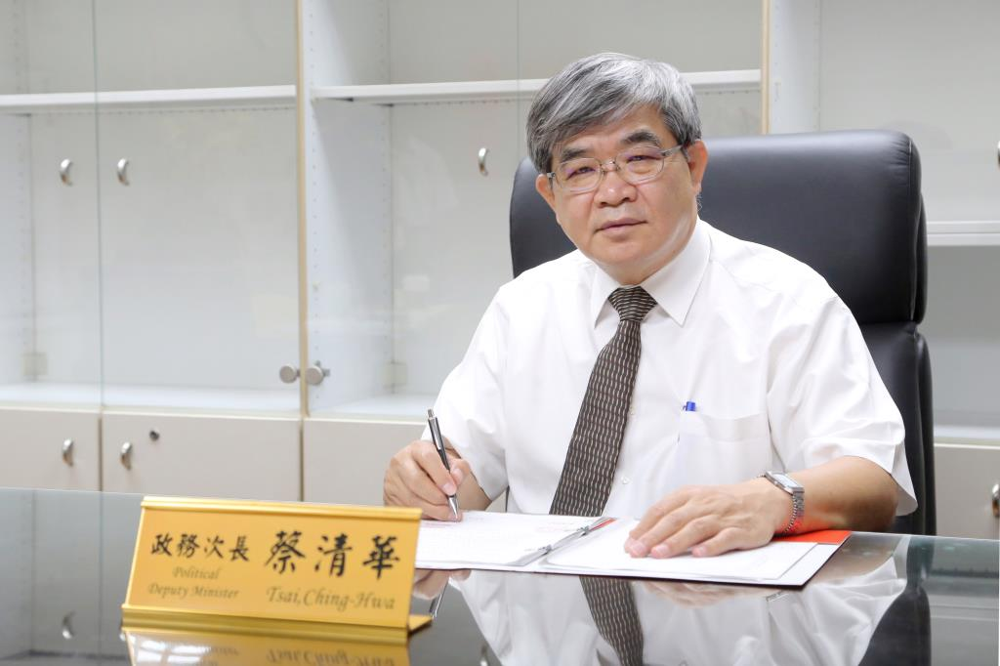 政務次長 蔡清華
Political
Deputy Minister Tsai,Ching-Hwa